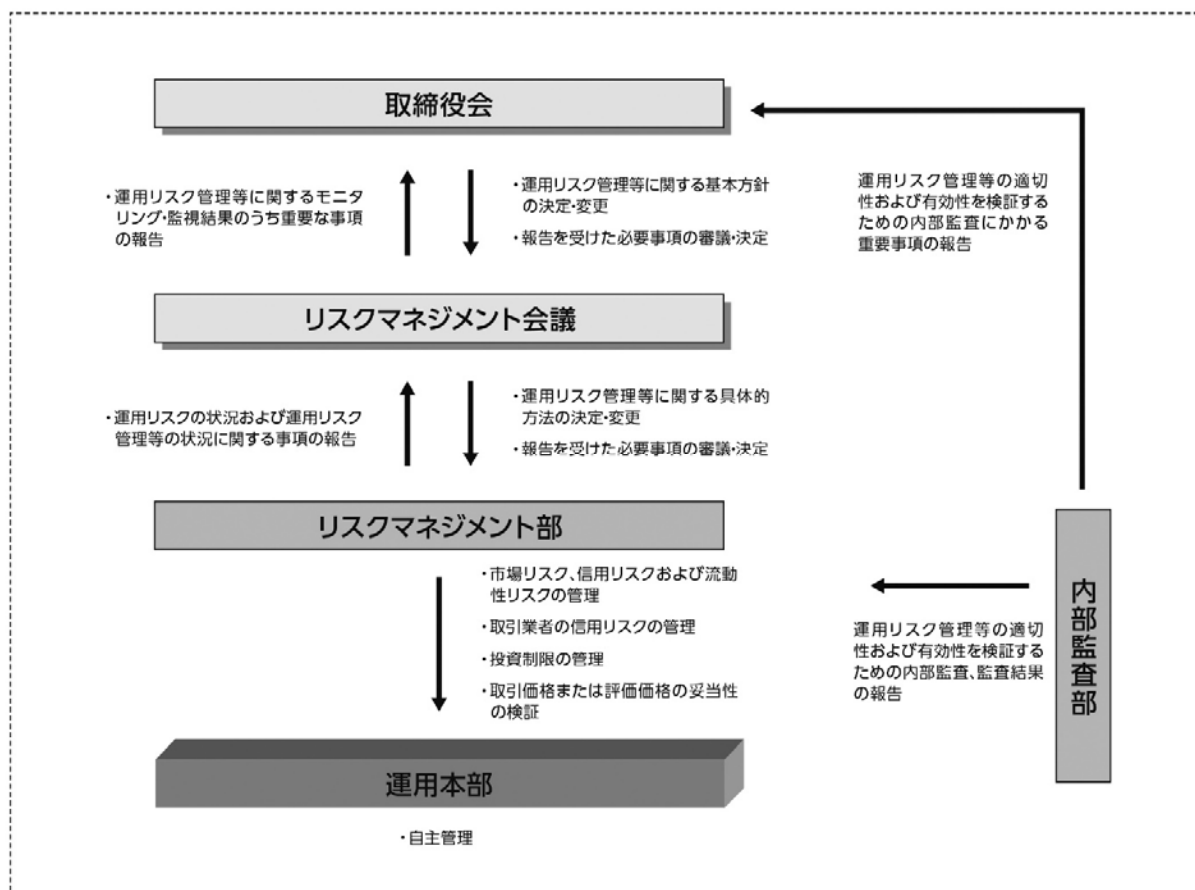 取締役会
・運用リスク管理等に関するモニタ
リング・監視結果のうち重要な事項
の報告
・運用リスク管理等に関する基本方針
の決定・変更
・報告を受けた必要事項の審議・決定
運用リスク管理等の適切
性および有効性を検証する
ための内部監査にかかる
重要事項の報告
リスクマネジメント会議
・運用リスクの状況および運用リスク
管理等の状況に関する事項の報告
・運用リスク管理等に関する具体的
方法の決定・変更
・報告を受けた必要事項の審議・決定
リスクマネジメント部
・市場リスク、信用リスクおよび流動
性リスクの管理
・取引業者の信用リスクの管理
・投資制限の管理
・取引価格または評価価格の妥当性
の検証
運用リスク管理等の適切
性および有効性を検証する
ための内部監査、監査結果
の報告
内部監査部
運用本部
・自主管理